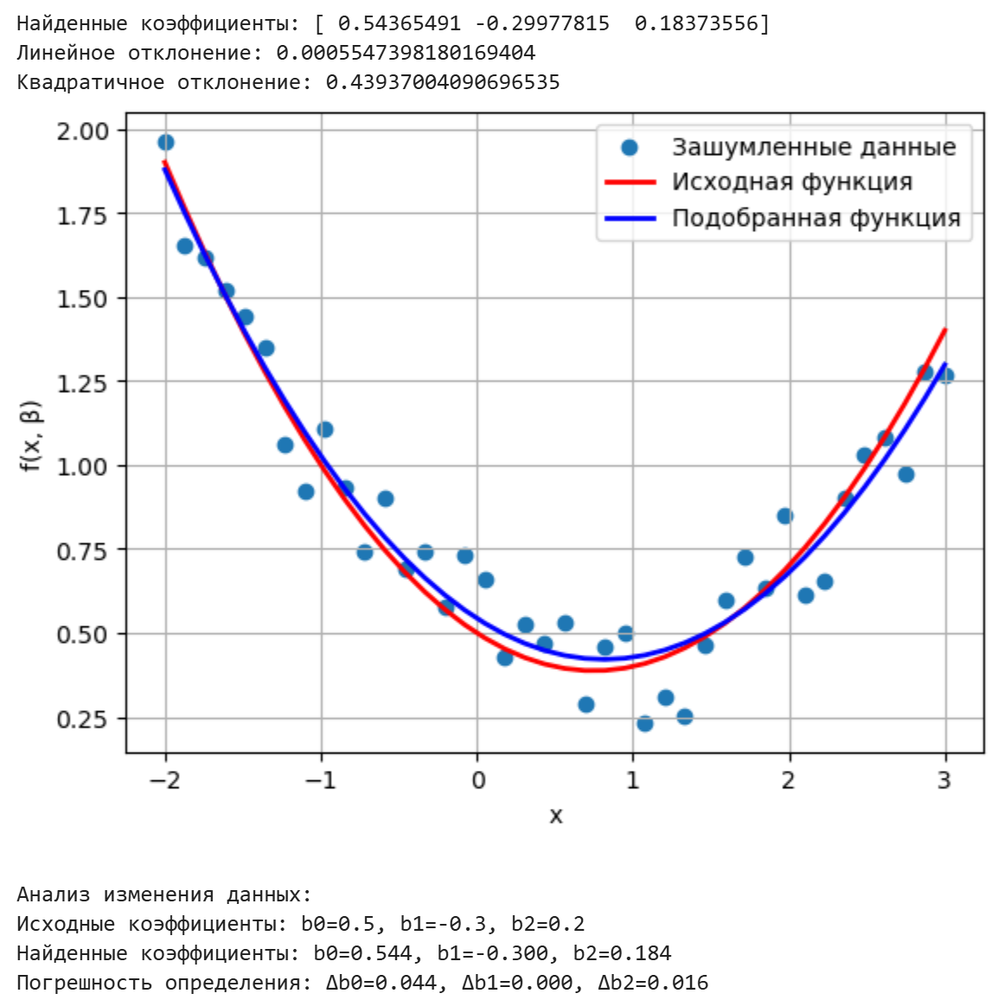 Найденные коэффициенты: [ 0.54365491 -0.29977815  0.18373556]
Линейное отклонение: 0.0005547398180169404
Квадратичное отклонение: 0.43937004090696535
2.00
1.75
1.50
1.25
1.00
0.75
0.50
0.25
f(x, β)
Зашумленные данные
Исходная функция
Подобранная функция
−2
−1
0
1
2
3
x
Анализ изменения данных:
Исходные коэффициенты: b0=0.5, b1=-0.3, b2=0.2
Найденные коэффициенты: b0=0.544, b1=-0.300, b2=0.184
Погрешность определения: Δb0=0.044, Δb1=0.000, Δb2=0.016